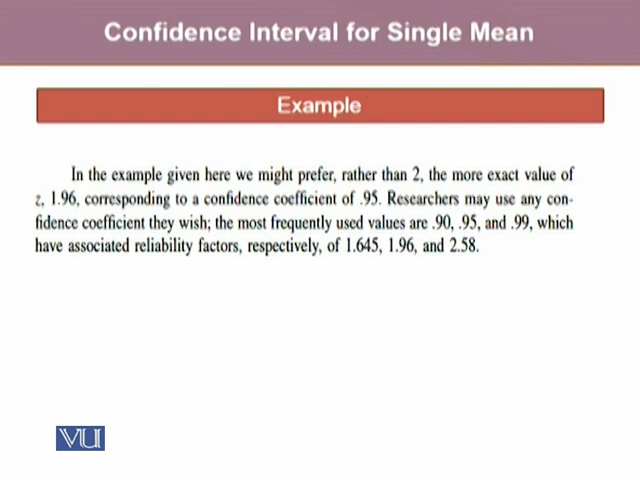 Confidence Interval for Single Mean
Example
In the example given here we might prefer, rather than 2, the more exact value of
z, 1.96, corresponding to a confidence coefficient of .95. Researchers may use any con-
fidence coefficient they wish; the most frequently used values are .90, .95, and .99, which
have associated reliability factors, respectively, of 1.645, 1.96, and 2.58.
VU